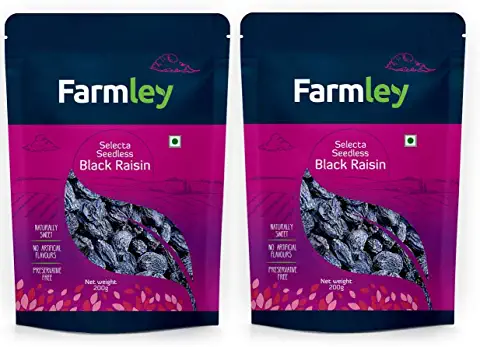 Farmley
Selecta
Seedless
Black Raisin
NATURALLY
SWEET
NO ARTIFICIAL
FLAVOURS
PRESERVATIVE
FREE
Net weight
200g
Farmley
Selecta
Seedless
Black Raisin
NATURALLY
SWEET
NO ARTIFICIAL
FLAVOURS
PRESERVATIVE
FREE
Net weight
200g